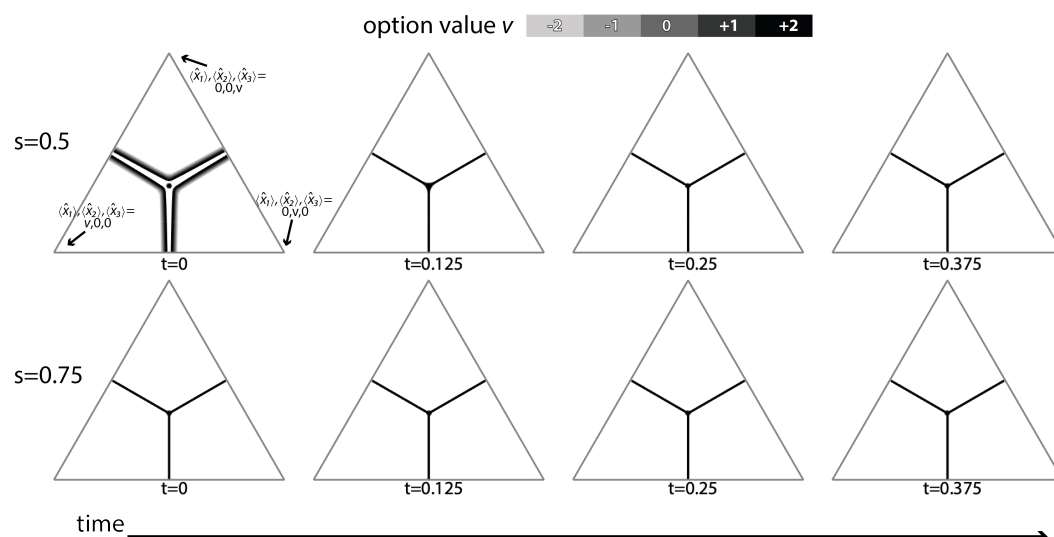 option value v -2 -1 0 +1 +2
⟨x̂₁⟩,⟨x̂₂⟩,⟨x̂₃⟩=
0,0,v
s=0.5
⟨x̂₁⟩,⟨x̂₂⟩,⟨x̂₃⟩=
v,0,0
⟨x̂₁⟩,⟨x̂₂⟩,⟨x̂₃⟩=
0,v,0
t=0 t=0.125 t=0.25 t=0.375
s=0.75
t=0 t=0.125 t=0.25 t=0.375
time